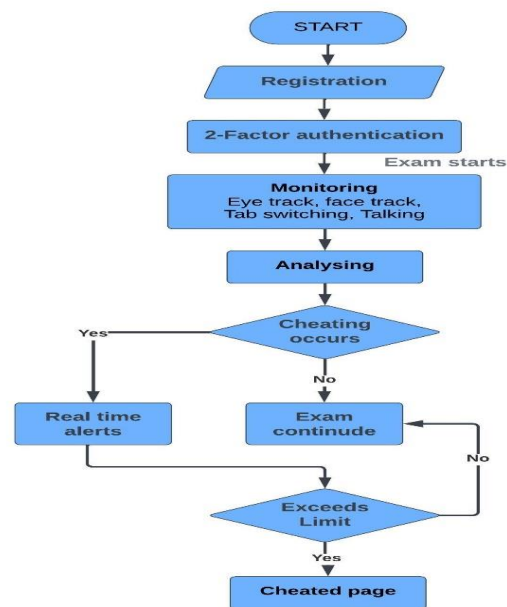 START
Registration
2-Factor authentication
Exam starts
Monitoring
Eye track, face track,
Tab switching, Talking
Analysing
Cheating
occurs
Yes
No
Real time
alerts
Exam
continude
No
Exceeds
Limit
Yes
Cheated page